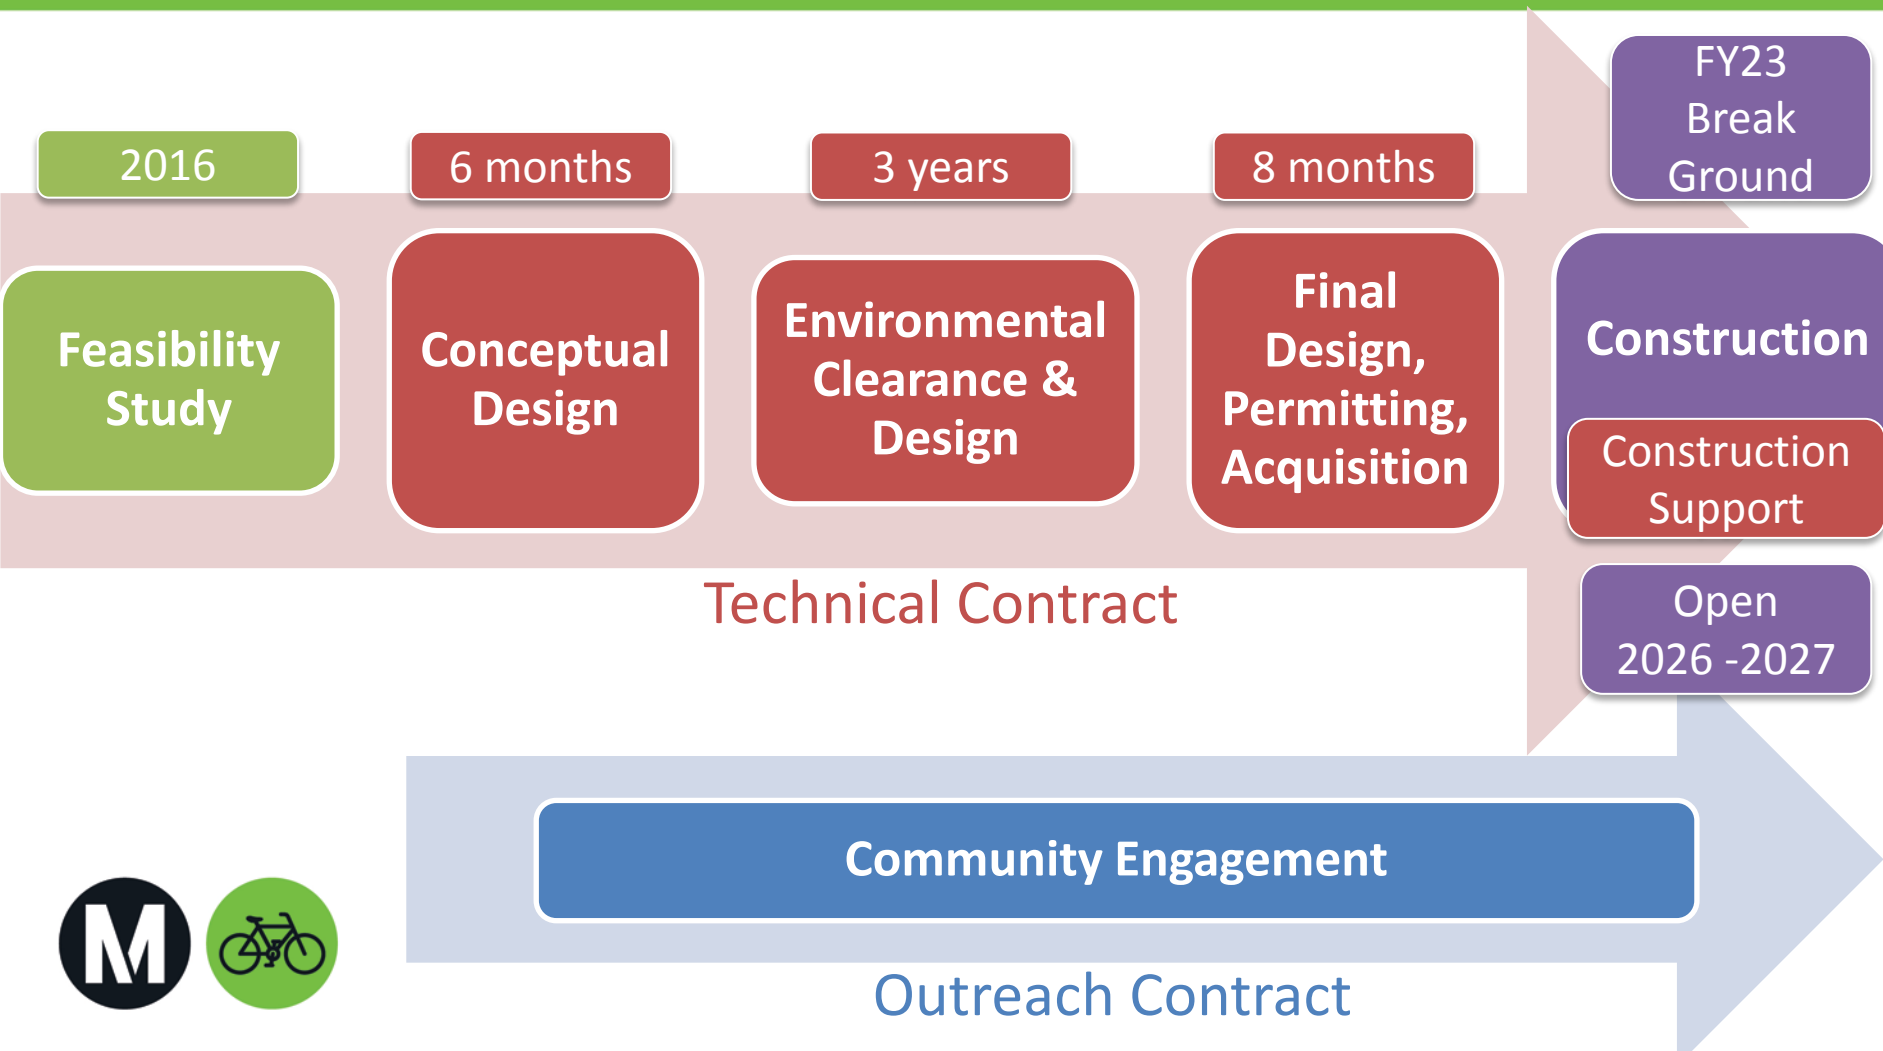 2016
6 months
3 years
8 months
FY23
Break
Ground
Feasibility
Study
Conceptual
Design
Environmental
Clearance &
Design
Final
Design,
Permitting,
Acquisition
Construction
Construction
Support
Open
2026 -2027
Technical Contract
Community Engagement
Outreach Contract
M